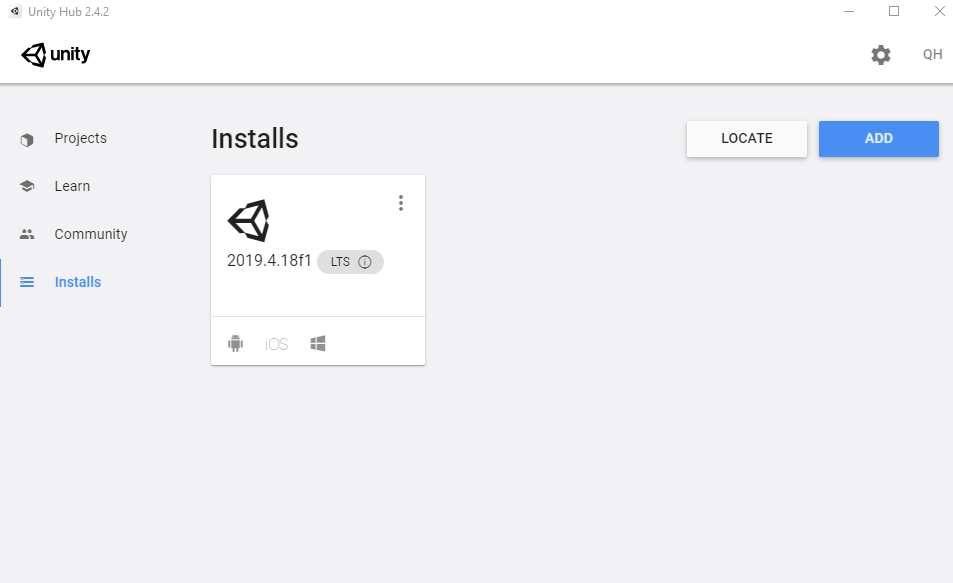 Unity Hub 2.4.2
unity
QH
Projects
Learn
Community
Installs
Installs
LOCATE
ADD
2019.4.18f1
LTS
iOS